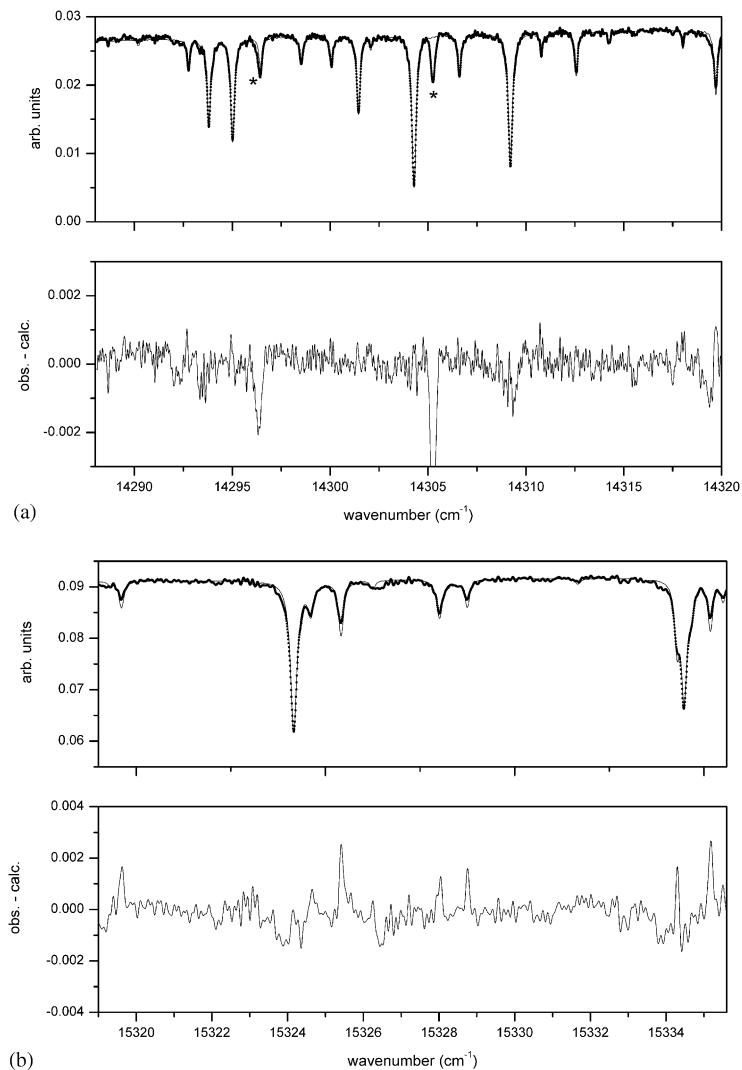 0.03
0.02
0.01
0.00
arb. units
*
*
0.002
0.000
-0.002
obs. - calc.
14290 14295 14300 14305 14310 14315 14320
(a)
wavenumber (cm-1)
0.09
0.08
0.07
0.06
arb. units
0.004
0.002
0.000
-0.002
-0.004
obs. - calc.
15320 15322 15324 15326 15328 15330 15332 15334
(b)
wavenumber (cm-1)